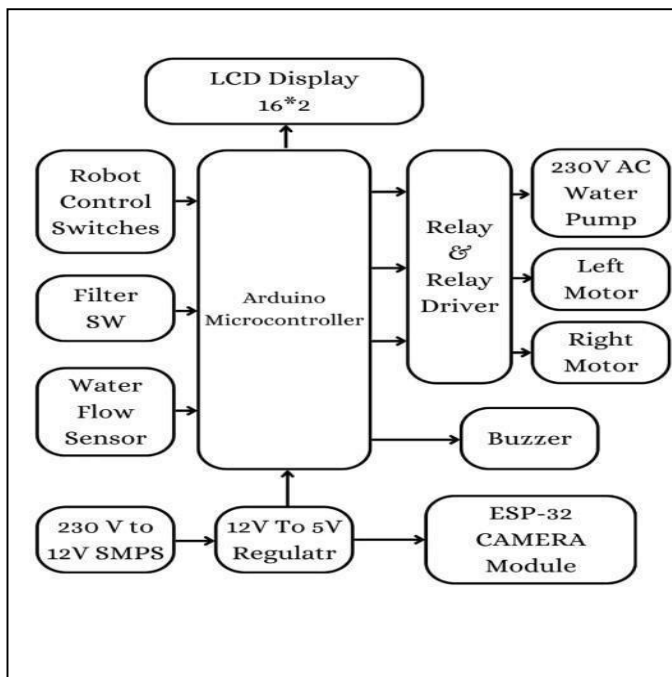 LCD Display
16*2
Robot
Control
Switches
Filter
SW
Water
Flow
Sensor
Arduino
Microcontroller
Relay
&
Relay
Driver
230V AC
Water
Pump
Left
Motor
Right
Motor
Buzzer
230 V to
12V SMPS
12V To 5V
Regulatr
ESP-32
CAMERA
Module